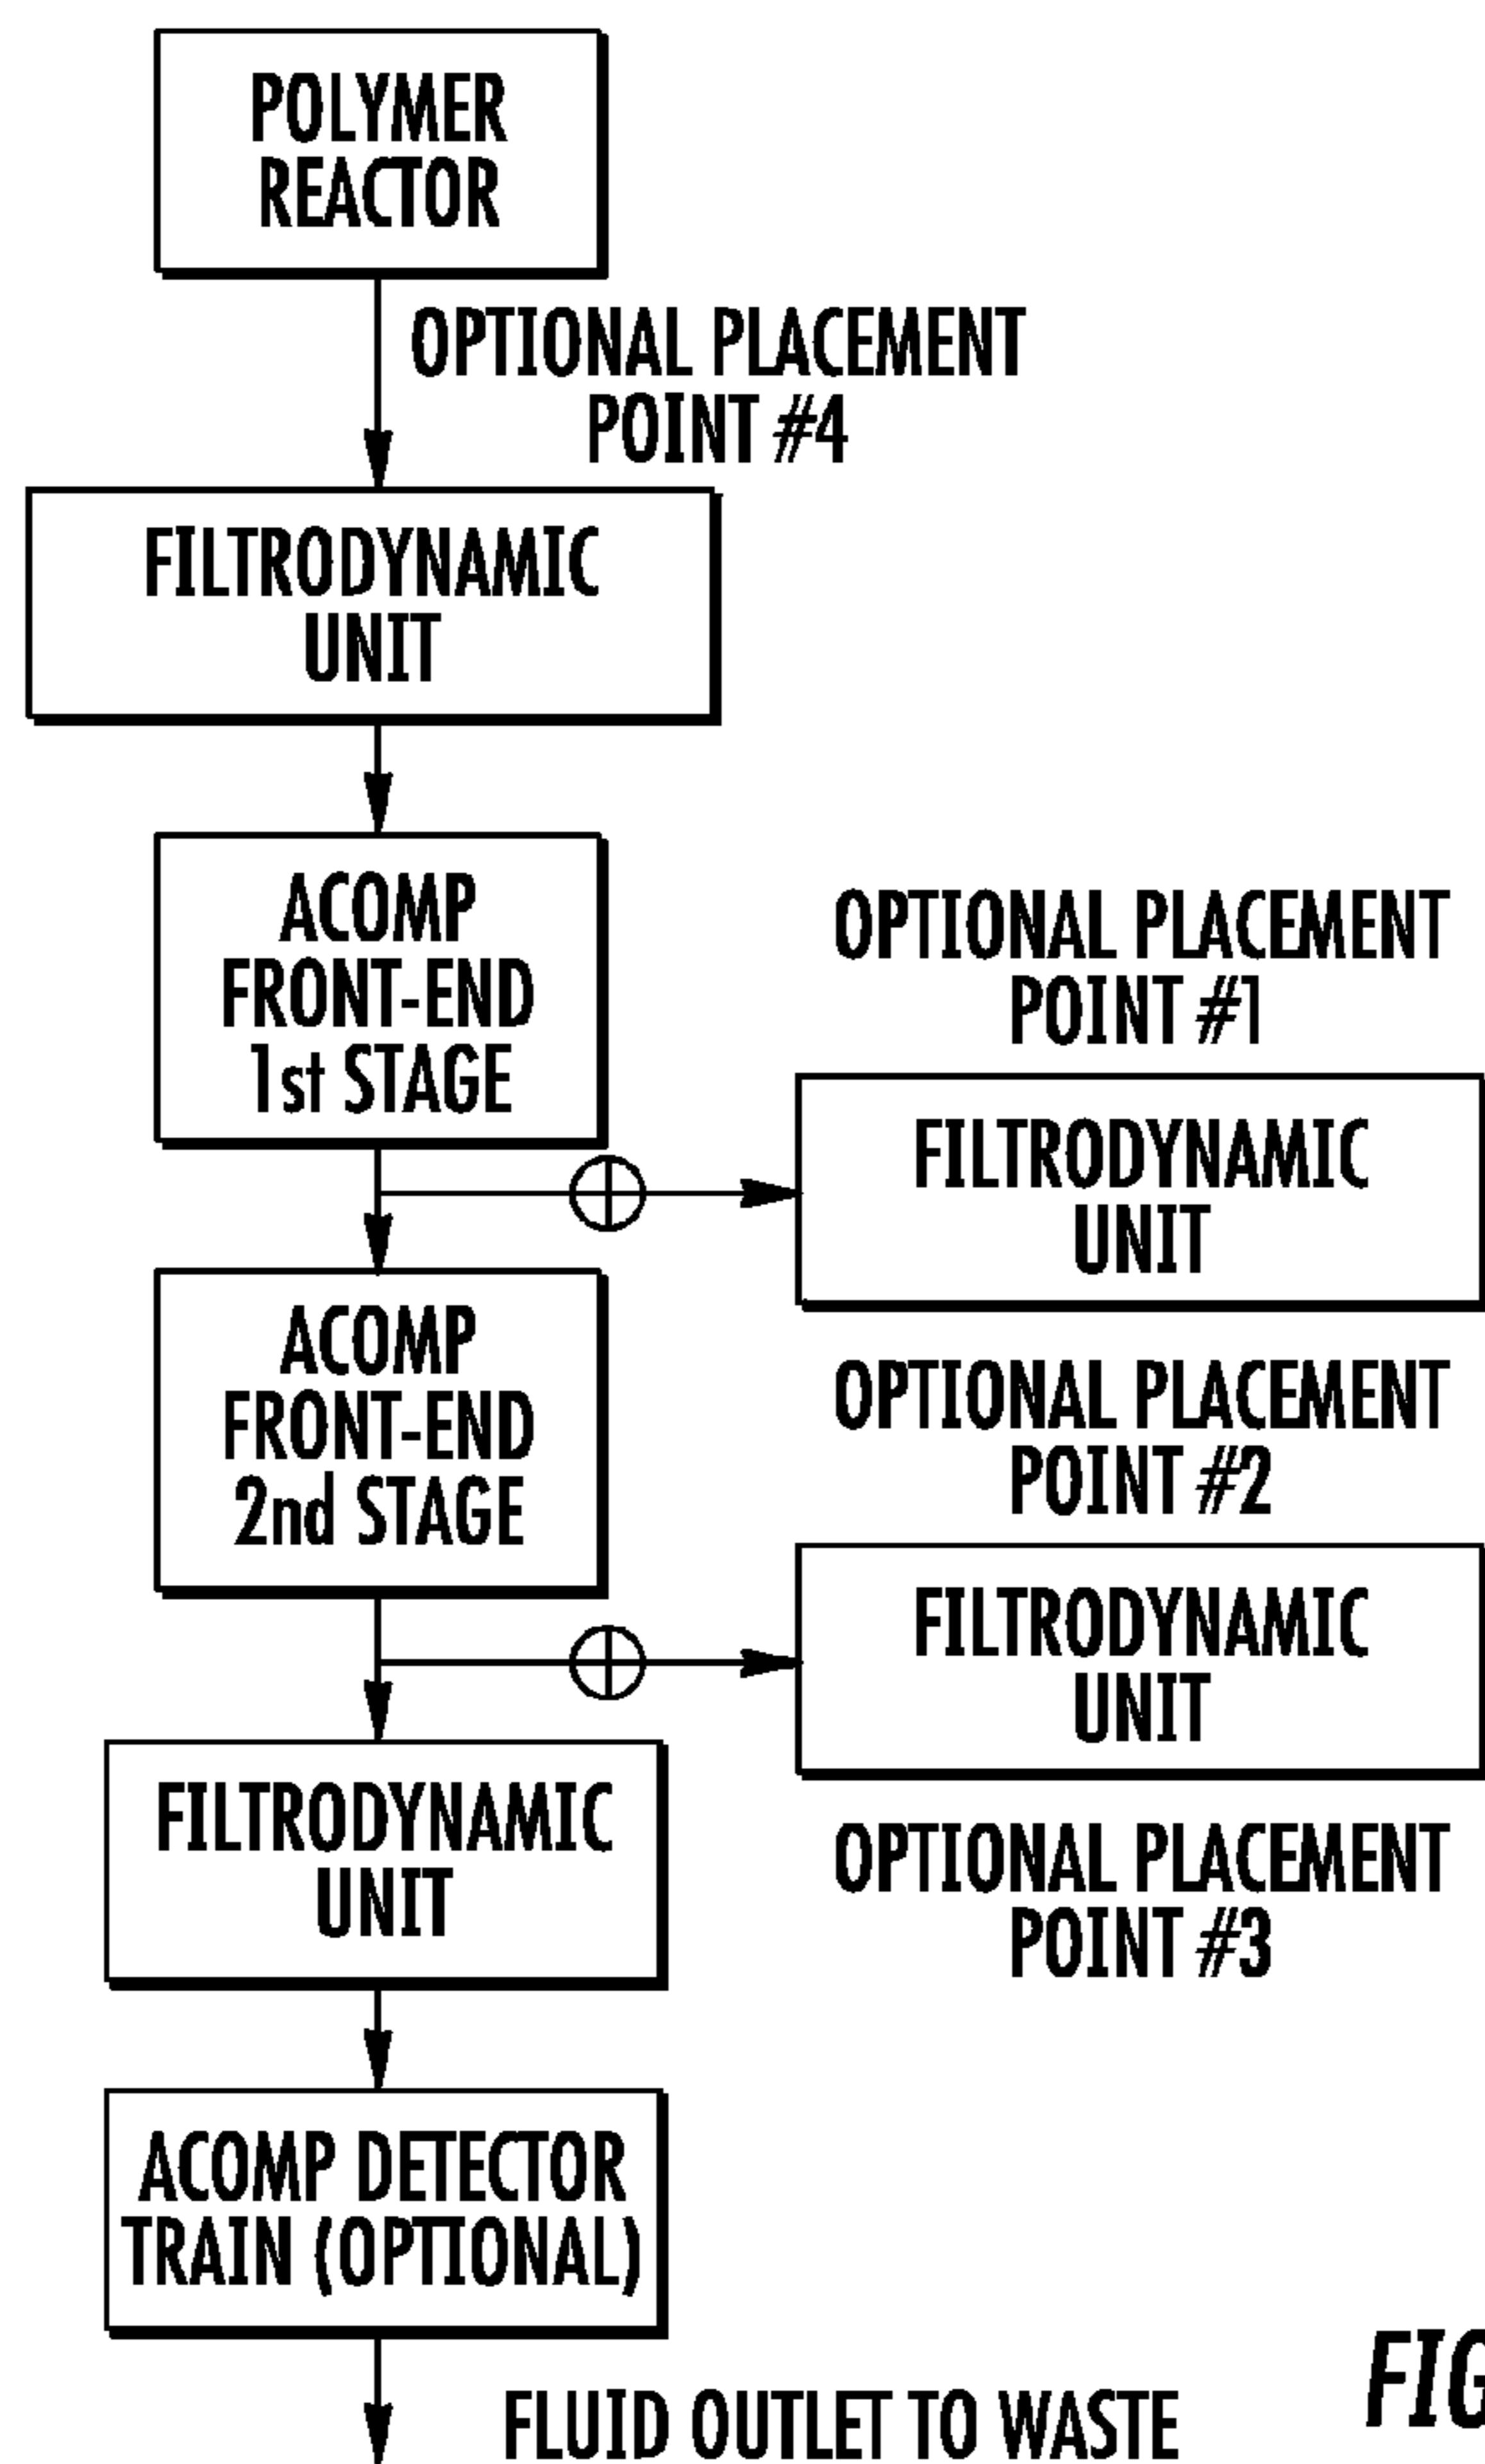 POLYMER
REACTOR
OPTIONAL PLACEMENT
POINT #4
FILTRODYNAMIC
UNIT
ACOMP
FRONT-END
1st STAGE
OPTIONAL PLACEMENT
POINT #1
FILTRODYNAMIC
UNIT
ACOMP
FRONT-END
2nd STAGE
OPTIONAL PLACEMENT
POINT #2
FILTRODYNAMIC
UNIT
FILTRODYNAMIC
UNIT
OPTIONAL PLACEMENT
POINT #3
ACOMP DETECTOR
TRAIN (OPTIONAL)
FLUID OUTLET TO WASTE